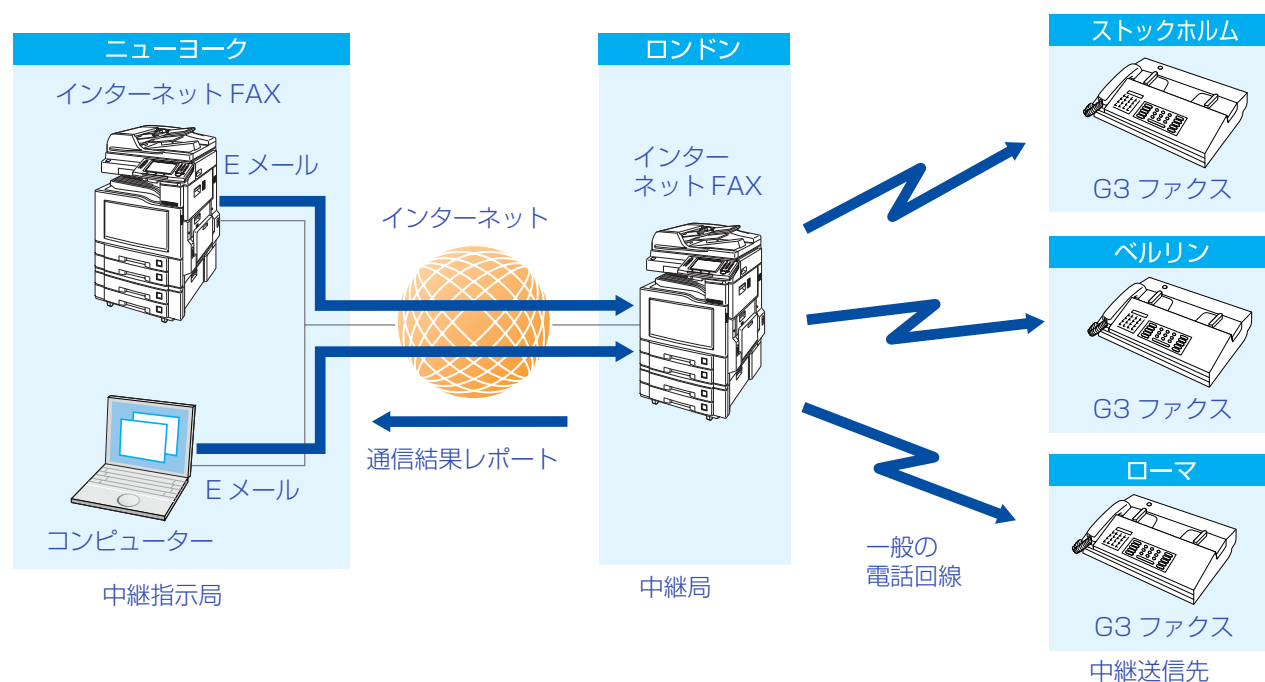 ニューヨーク
インターネット FAX
E メール
E メール
コンピューター
中継指示局
インターネット
通信結果レポート
ロンドン
インター
ネット FAX
中継局
一般の
電話回線
ストックホルム
G3 ファクス
ベルリン
G3 ファクス
ローマ
G3 ファクス
中継送信先